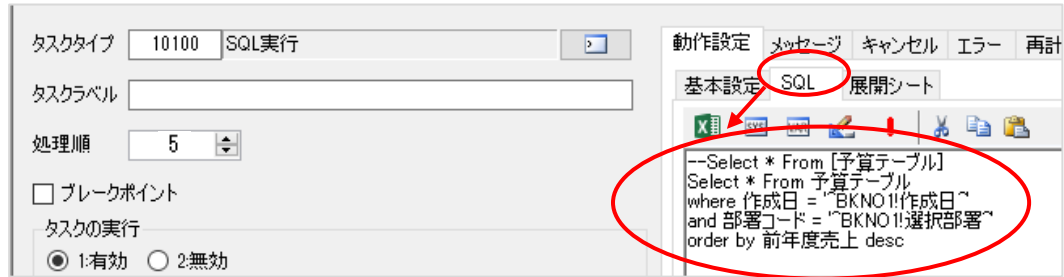 タスクタイプ 10100 SQL実行
タスクラベル
処理順 5
ブレークポイント
タスクの実行
1:有効 2:無効
動作設定 メッセージ キャンセル エラー 再計
基本設定 SQL 展開シート
SYS VAR
--Select * From [予算テーブル]
Select * From 予算テーブル
where 作成日 = '^BKNO1!作成日^'
and 部署コード = '^BKNO1!選択部署^'
order by 前年度売上 desc